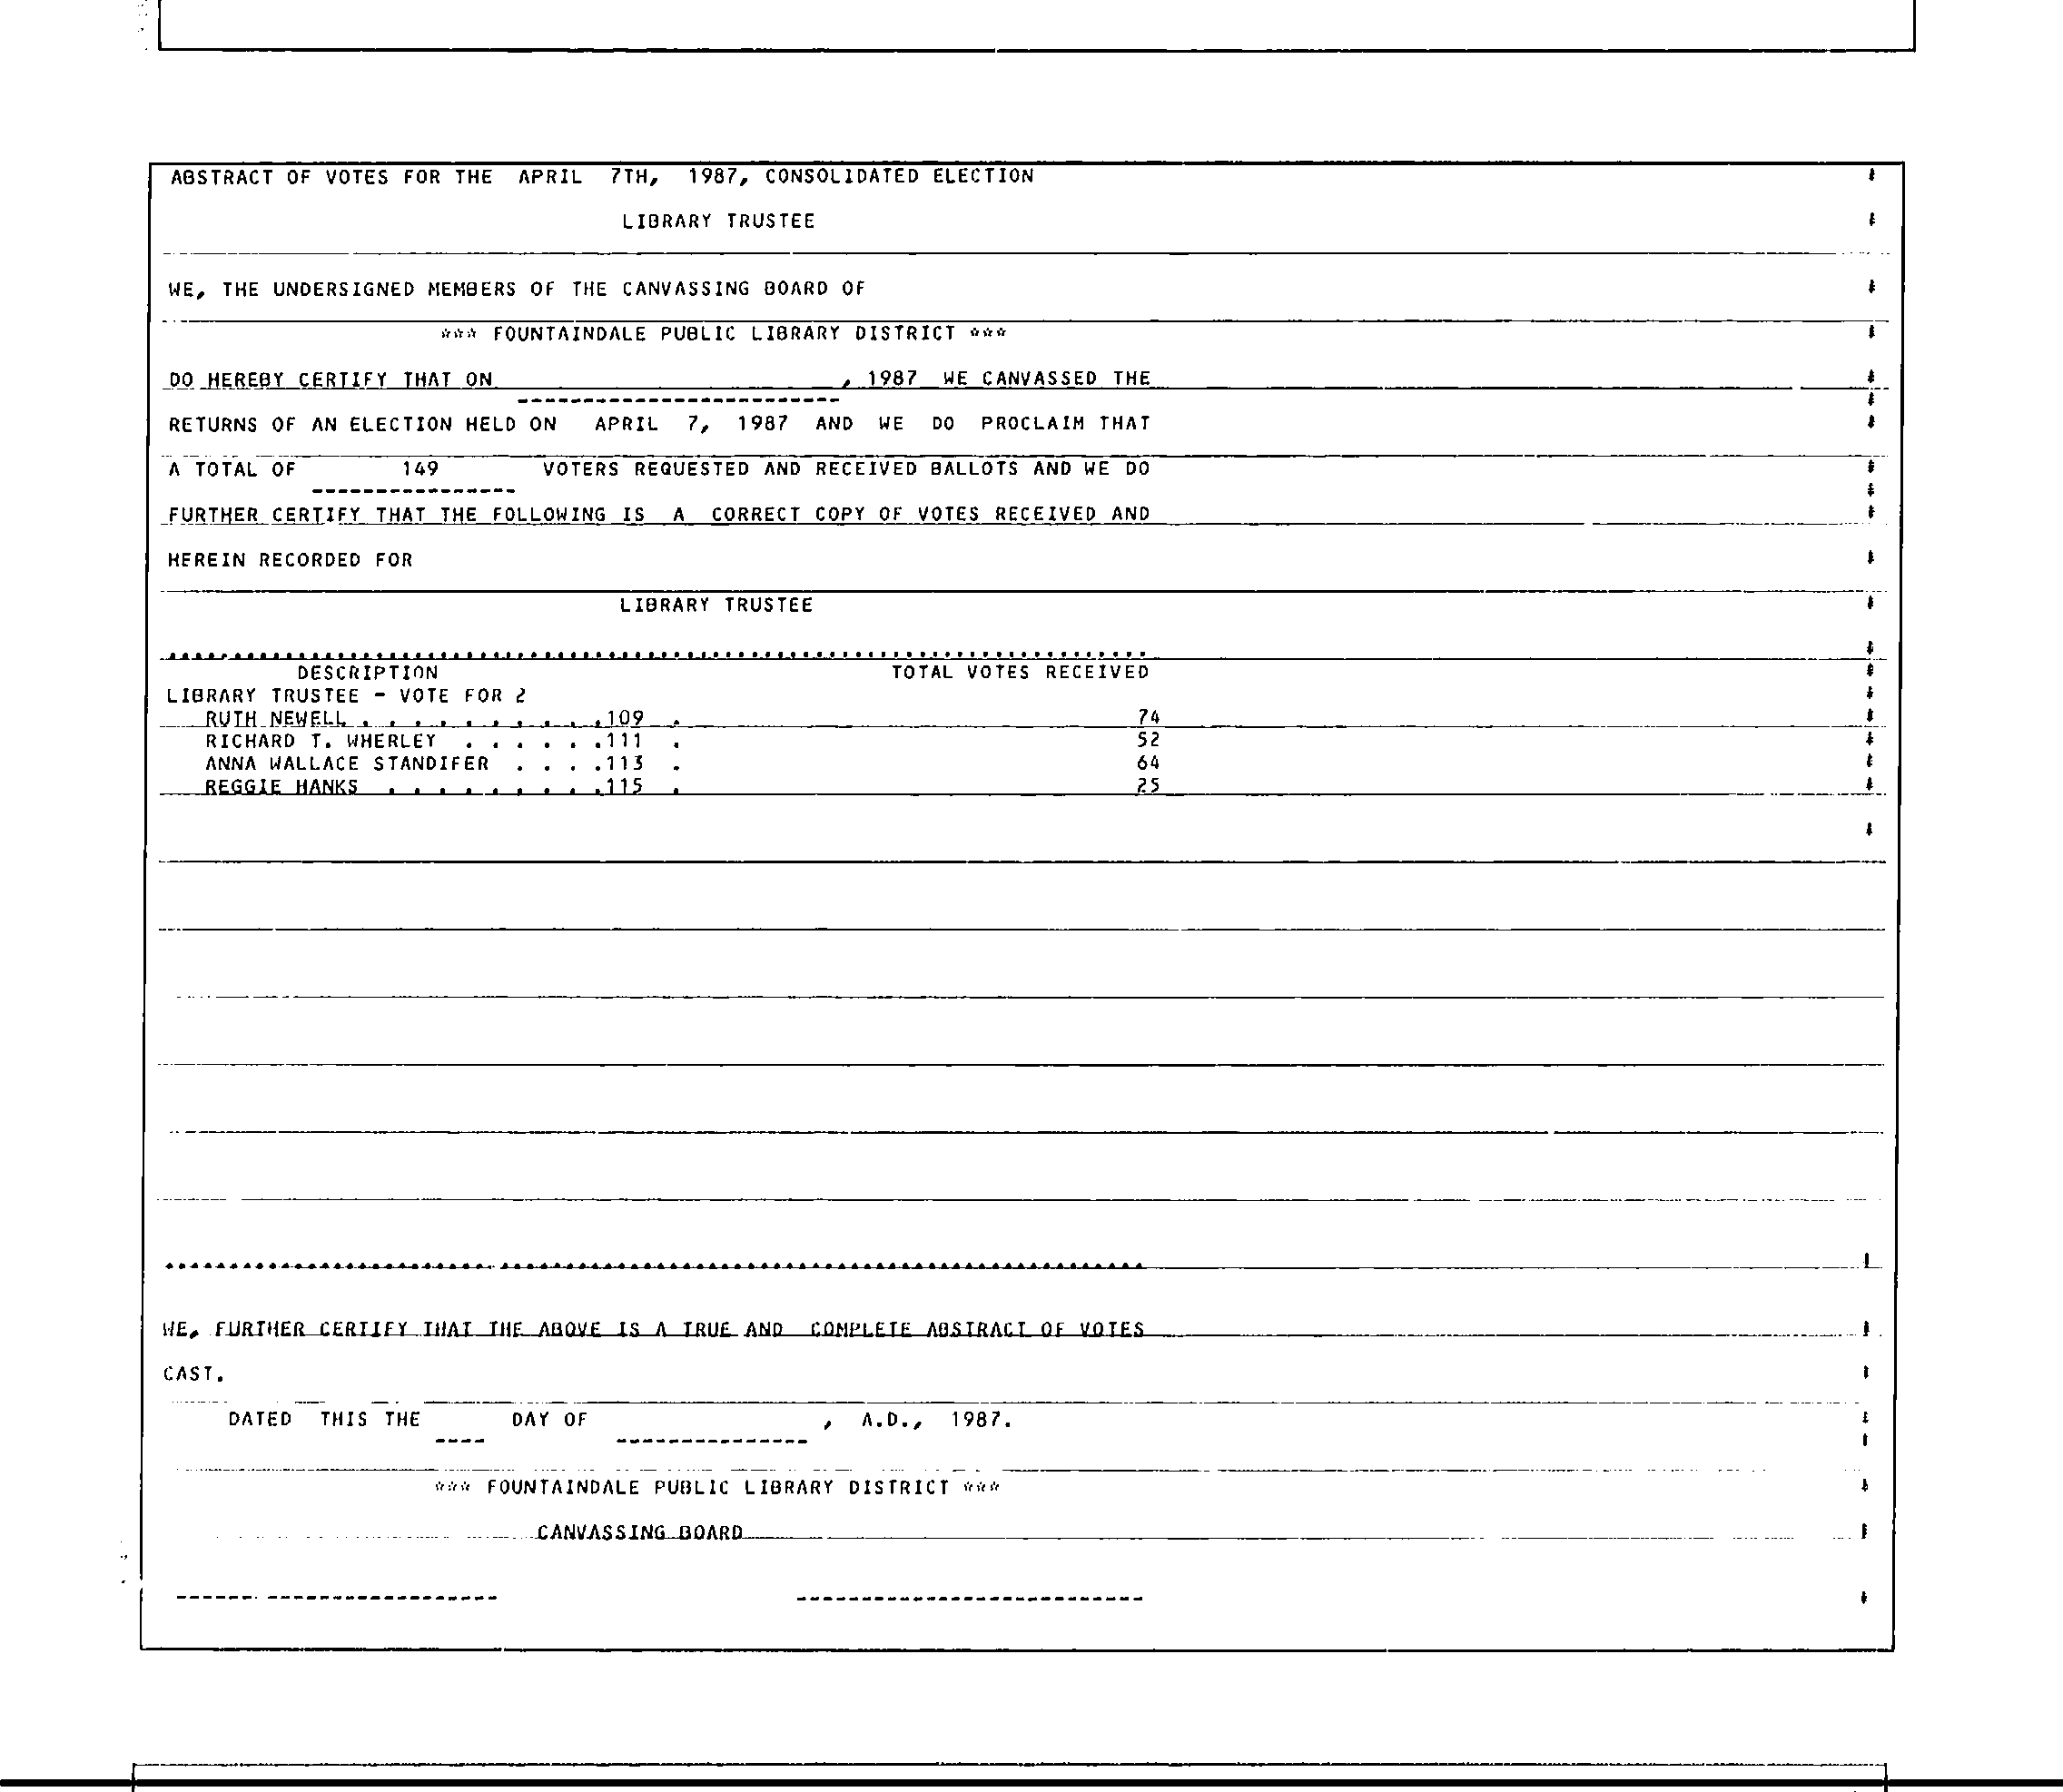 ABSTRACT OF VOTES FOR THE APRIL 7TH, 1987, CONSOLIDATED ELECTION
LIBRARY TRUSTEE
WE, THE UNDERSIGNED MEMBERS OF THE CANVASSING BOARD OF
*** FOUNTAINDALE PUBLIC LIBRARY DISTRICT ***
DO HEREBY CERTIFY THAT ON , 1987 WE CANVASSED THE
RETURNS OF AN ELECTION HELD ON APRIL 7, 1987 AND WE DO PROCLAIM THAT
A TOTAL OF 149 VOTERS REQUESTED AND RECEIVED BALLOTS AND WE DO
FURTHER CERTIFY THAT THE FOLLOWING IS A CORRECT COPY OF VOTES RECEIVED AND
HEREIN RECORDED FOR
LIBRARY TRUSTEE
DESCRIPTION TOTAL VOTES RECEIVED
LIBRARY TRUSTEE - VOTE FOR 2
RUTH NEWELL . . . . . . . . . .109 . 74
RICHARD T. WHERLEY . . . . . .111 . 52
ANNA WALLACE STANDIFER . . . .113 . 64
REGGIE HANKS . . . . . . . . .115 . 25
WE, FURTHER CERTIFY THAT THE ABOVE IS A TRUE AND COMPLETE ABSTRACT OF VOTES
CAST.
DATED THIS THE ---- DAY OF --------------- , A.D., 1987.
*** FOUNTAINDALE PUBLIC LIBRARY DISTRICT ***
CANVASSING BOARD